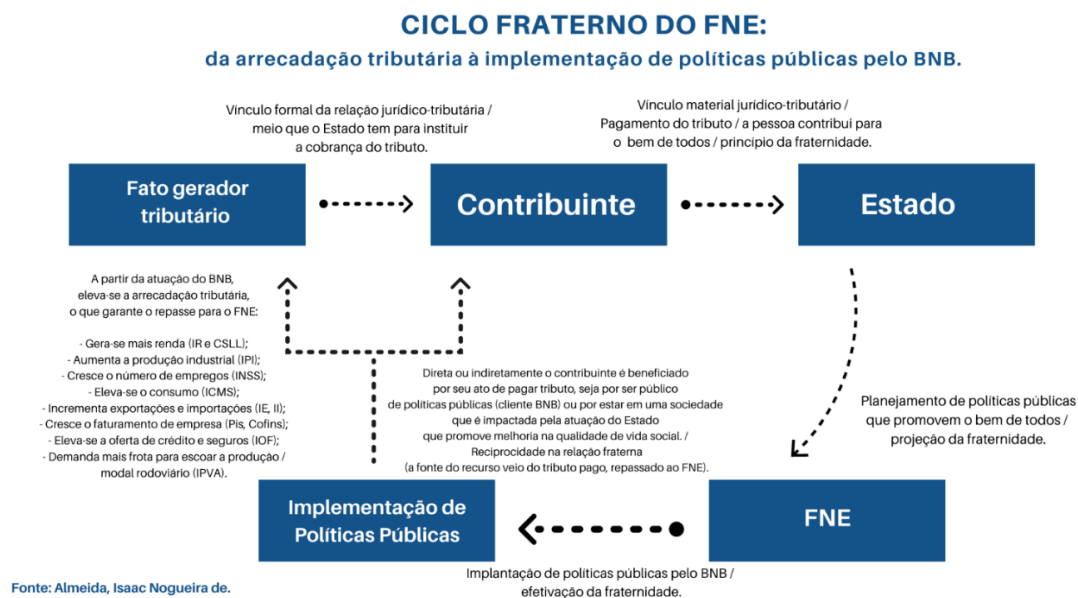 CICLO FRATERNO DO FNE:
da arrecadação tributária à implementação de políticas públicas pelo BNB.
Vínculo formal da relação jurídico-tributária /
meio que o Estado tem para instituir
a cobrança do tributo.
Vínculo material jurídico-tributário /
Pagamento do tributo / a pessoa contribui para
o bem de todos / princípio da fraternidade.
Fato gerador
tributário
Contribuinte
Estado
A partir da atuação do BNB,
eleva-se a arrecadação tributária,
o que garante o repasse para o FNE:
- Gera-se mais renda (IR e CSLL);
- Aumenta a produção industrial (IPI);
- Cresce o número de empregos (INSS);
- Eleva-se o consumo (ICMS);
- Incrementa exportações e importações (IE, II);
- Cresce o faturamento de empresa (Pis, Cofins);
- Eleva-se a oferta de crédito e seguros (IOF);
- Demanda mais frota para escoar a produção /
modal rodoviário (IPVA).
Direta ou indiretamente o contribuinte é beneficiado
por seu ato de pagar tributo, seja por ser público
de políticas públicas (cliente BNB) ou por estar em uma sociedade
que é impactada pela atuação do Estado
que promove melhoria na qualidade de vida social. /
Reciprocidade na relação fraterna
(a fonte do recurso veio do tributo pago, repassado ao FNE).
Planejamento de políticas públicas
que promovem o bem de todos /
projeção da fraternidade.
Implementação de
Políticas Públicas
FNE
Implantação de políticas públicas pelo BNB /
efetivação da fraternidade.
Fonte: Almeida, Isaac Nogueira de.